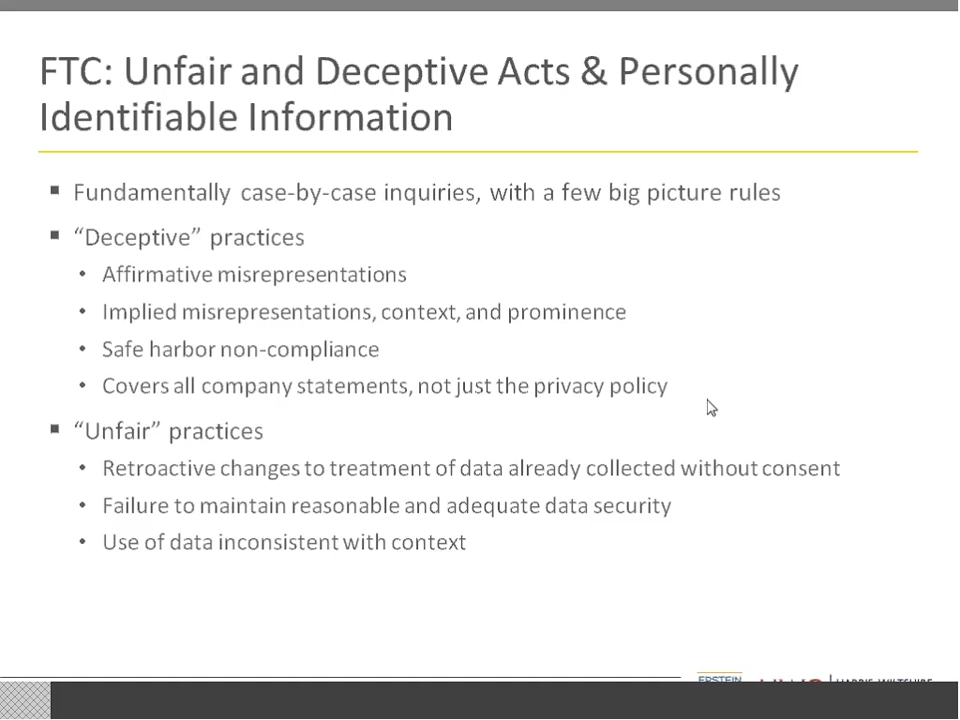 FTC: Unfair and Deceptive Acts & Personally
Identifiable Information
Fundamentally case-by-case inquiries, with a few big picture rules
“Deceptive” practices
Affirmative misrepresentations
Implied misrepresentations, context, and prominence
Safe harbor non-compliance
Covers all company statements, not just the privacy policy
“Unfair” practices
Retroactive changes to treatment of data already collected without consent
Failure to maintain reasonable and adequate data security
Use of data inconsistent with context
EPSTEIN